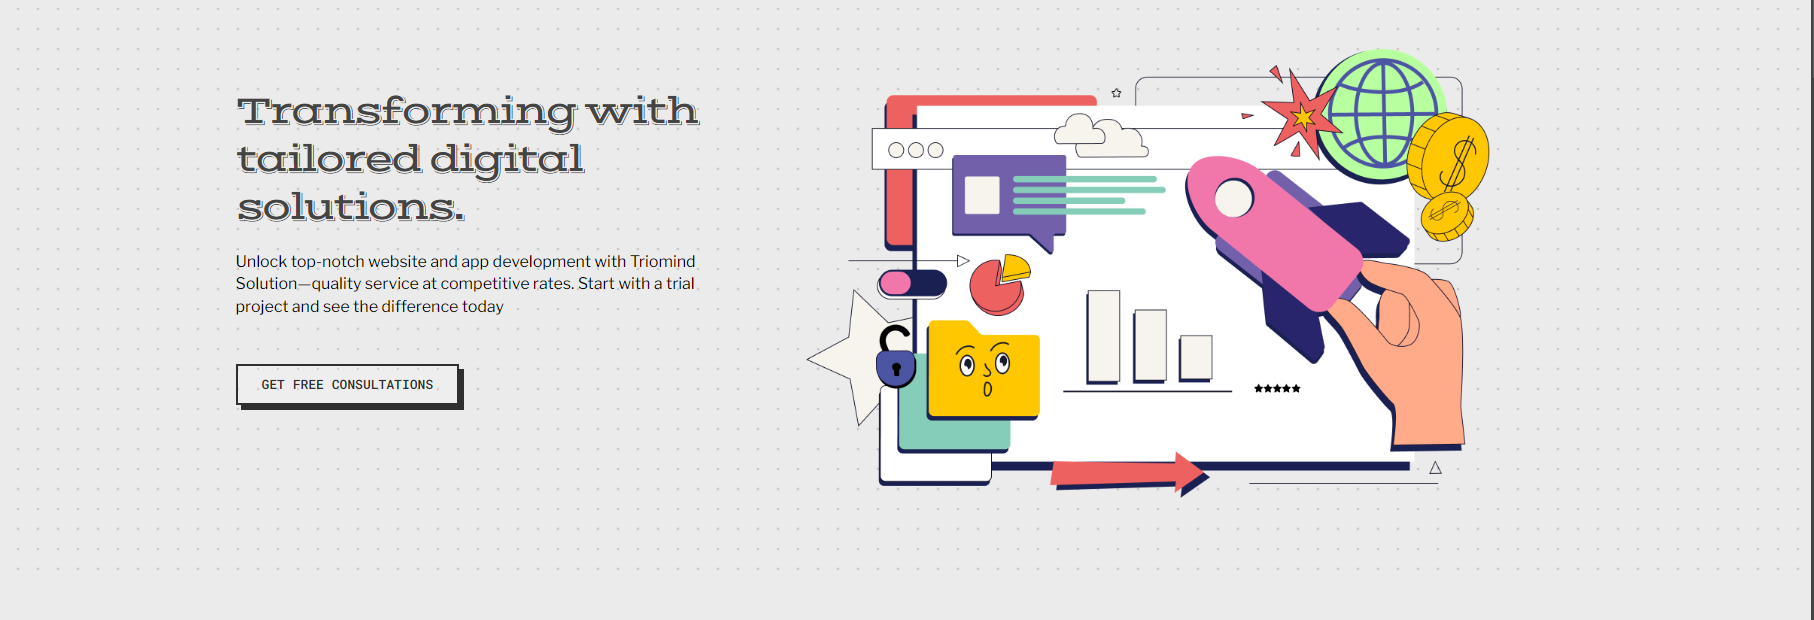 Transforming with
tailored digital
solutions.
Unlock top-notch website and app development with Triomind
Solution—quality service at competitive rates. Start with a trial
project and see the difference today
GET FREE CONSULTATIONS